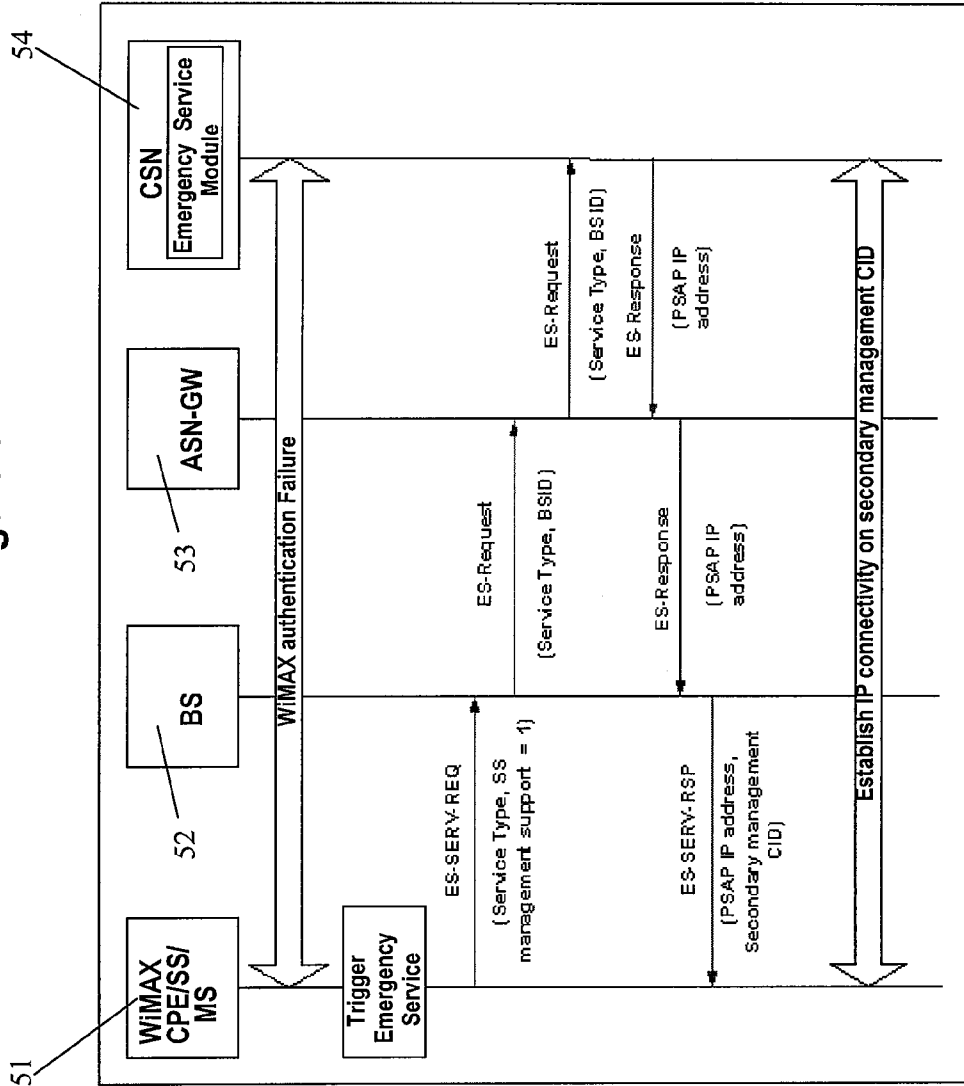 51
WiMAX
CPE/SS/
MS
52
BS
53
ASN-GW
54
CSN
Emergency Service
Module
WiMAX authentication Failure
Trigger
Emergency
Service
ES-SERV-REQ
(Service Type, SS
management support = 1)
ES-Request
(Service Type, BSID)
ES-Request
(Service Type, BSID)
ES-Response
(PSAP IP
address)
ES-Response
(PSAP IP
address)
ES-SERV-RSP
(PSAP IP address,
Secondary management
CID)
Establish IP connectivity on secondary management CID